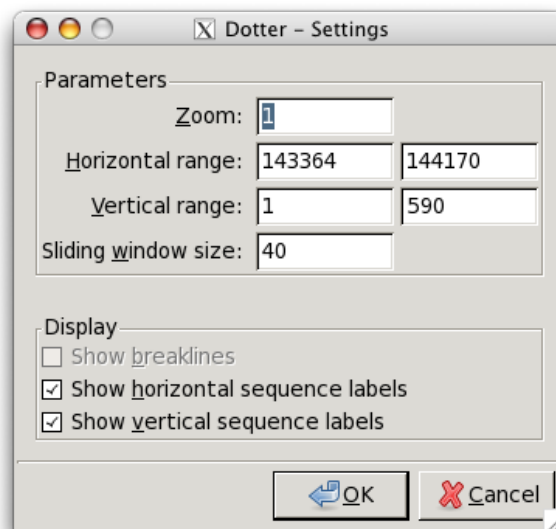 Dotter – Settings
Parameters
Zoom: 1
Horizontal range: 143364 144170
Vertical range: 1 590
Sliding window size: 40
Display
Show breaklines
Show horizontal sequence labels
Show vertical sequence labels
OK Cancel